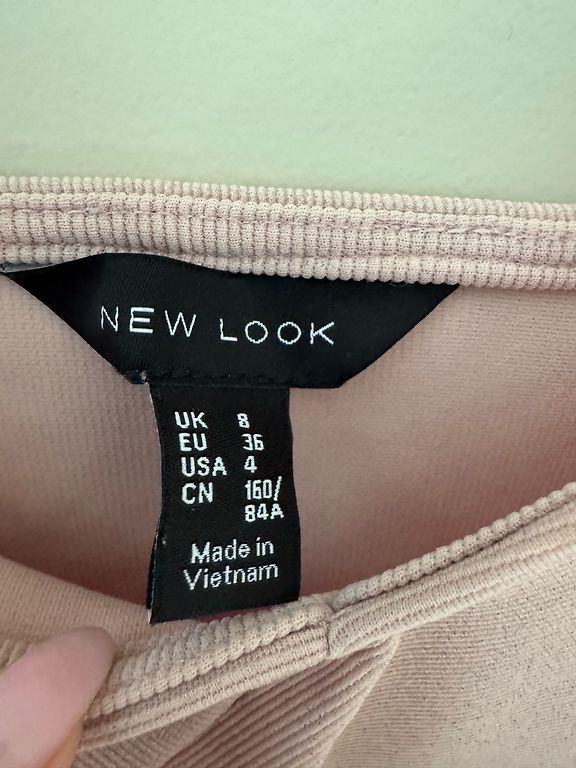 NEW LOOK
UK 8
EU 36
USA 4
CN 160/
84A
Made in
Vietnam